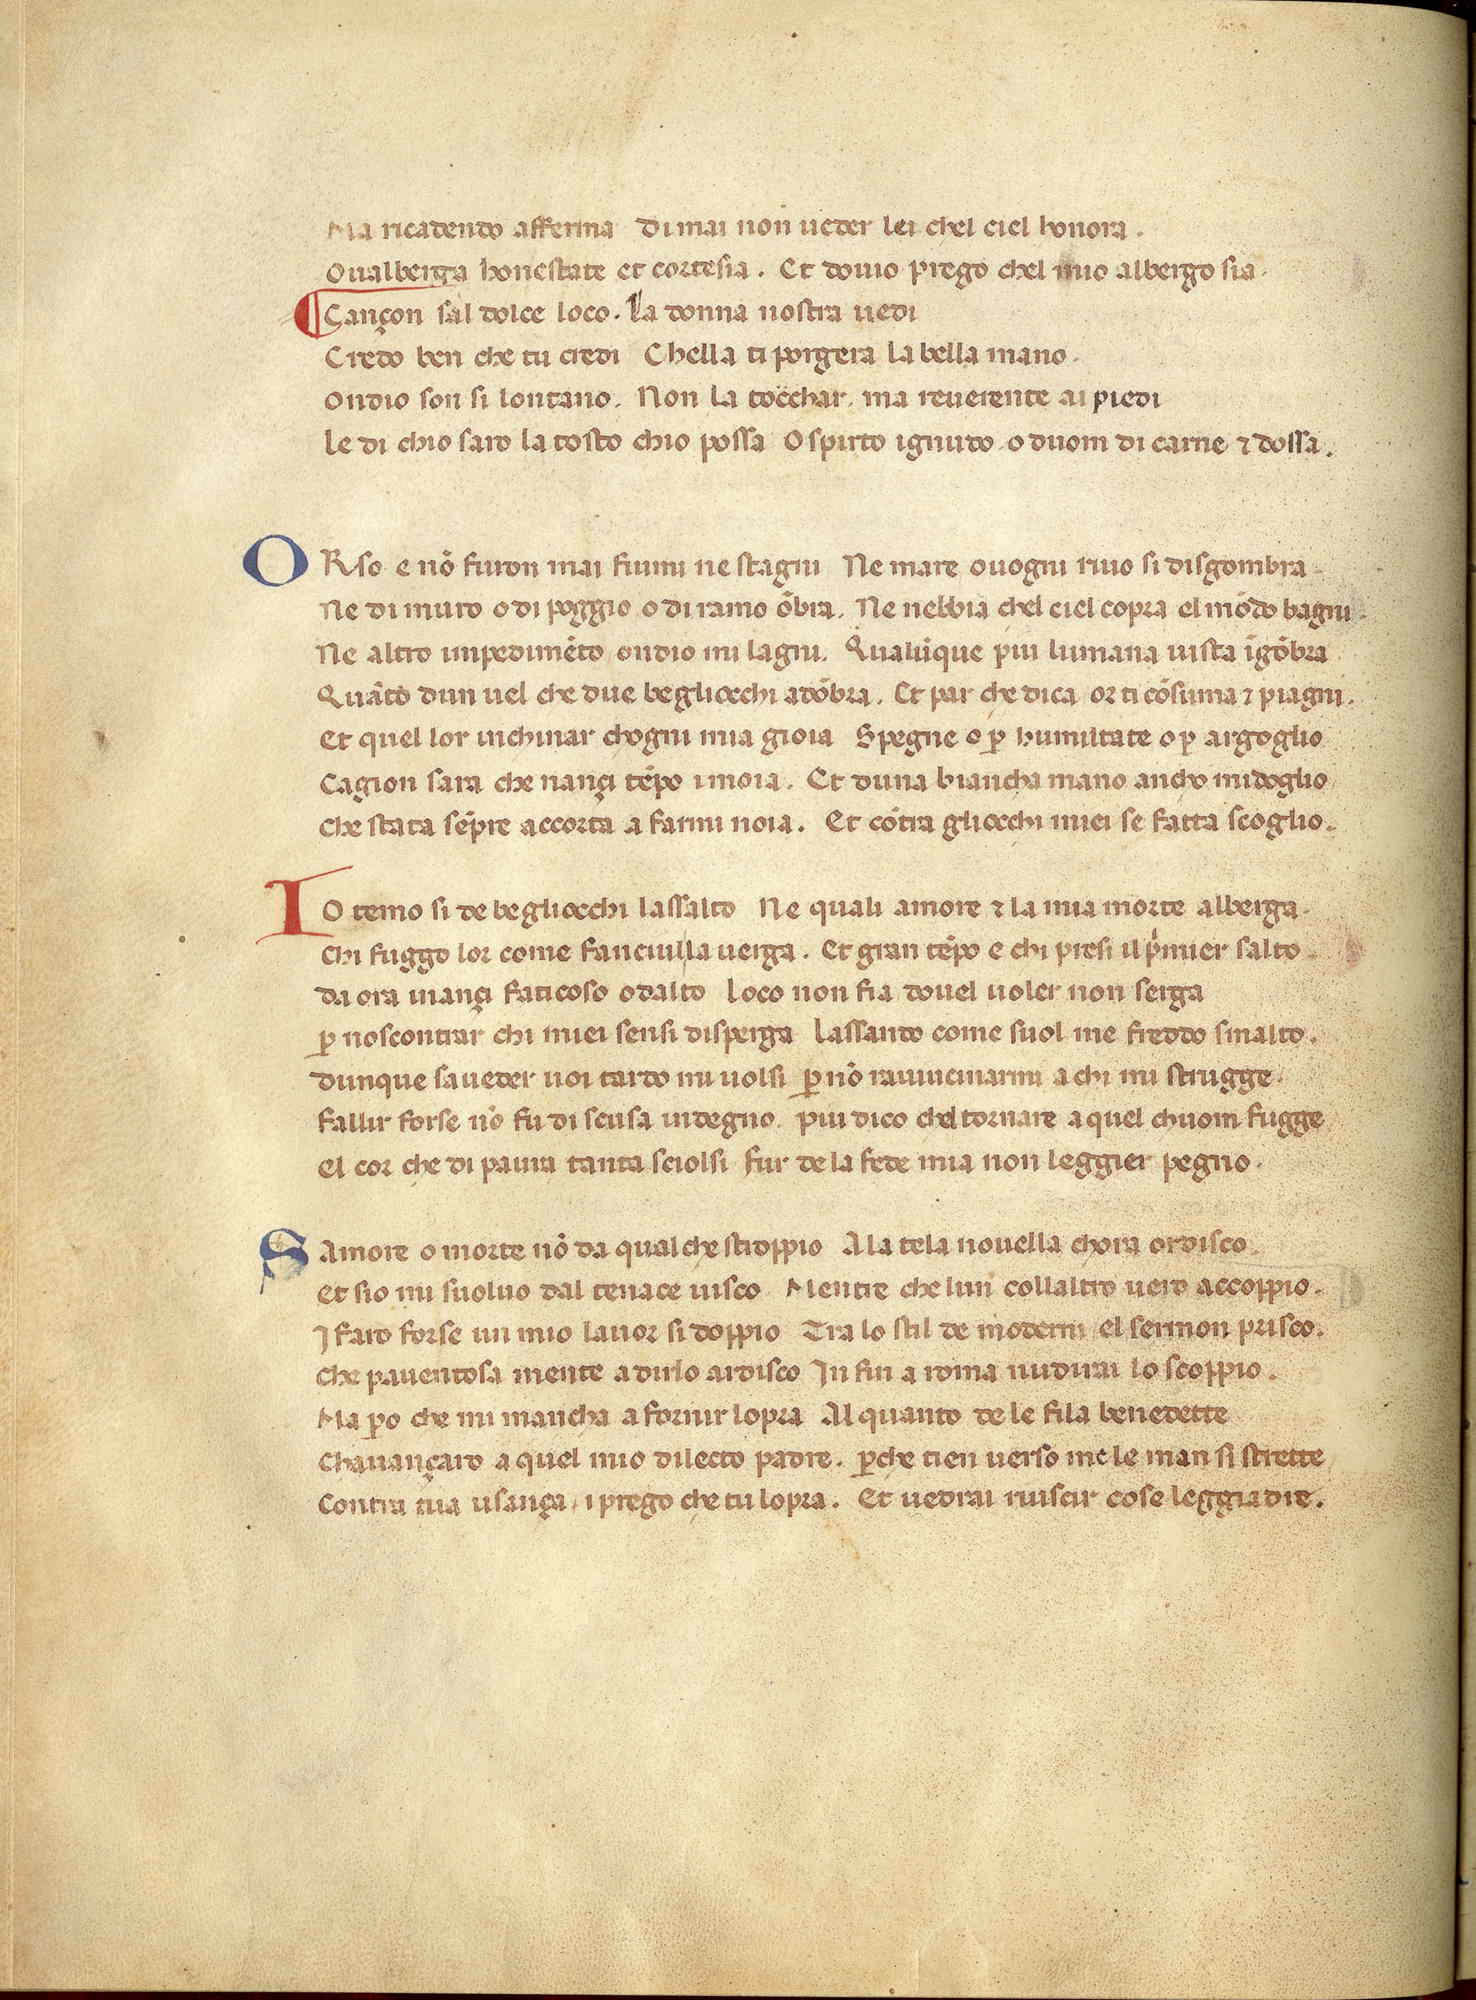 Ma ricadendo afferma di mai non ueder lei chel ciel honora.
Oualberga honestate et cortesia. Et douio prego chel mio albergo sia.
Cançon sal dolce loco. La donna nostra uedi
Credo ben che tu credi Chella ti porgera la bella mano.
Ondio son si lontano. Non la tocchar. ma reuerente ai piedi
Le di chio saro la tosto chio possa O spirto ignudo o duom di carne ⁊ dossa.
ORso e nõ furon mai fiumi ne stagni Ne mare ouogni riuo si disgombra.
Ne di muro o di poggio o di ramo õbra. Ne nebbia chel ciel copra el mõdo bagni.
Ne altro impedimẽto ondio mi lagni. Qualũque piu lumana uista ĩgõbra
Quãto dun uel che due begliocchi adõbra. Et par che dica or ti cõsuma ⁊ piagni.
Et quel lor inchinar chogni mia gioia Spegne o ꝑ humiltate o ꝑ argoglio
Cagion sara che nançi tẽpo i moia. Et duna biancha mano ancho mi doglio
che stata sẽpre accorta a farmi noia. Et cõtra gliocchi miei se fatta scoglio.
IO temo si de begliocchi lassalto Ne quali amore ⁊ la mia morte alberga.
Chi fuggo lor come fanciulla uerga. Et gran tẽpo e chi presi il pͥmier salto.
da ora inançi faticoso odalto loco non fia douel uoler non serga
ꝑ noscontrar chi miei sensi disperga lassando come suol me freddo smalto.
dunque saueder uoi tardo mi uolsi ꝑ nõ rauuicinarmi a chi mi strugge.
fallir forse nõ fu di scusa indegno. piu dico chel tornare a quel chuom fugge
el cor che di paura tanta sciolsi fur de la fede mia non leggier pegno.
SAmore o morte nõ da qualche stroppio A la tela nouella chora ordisco.
et sio mi suoluo dal tenace uisco Mentre che lun collaltro uero accoppio.
I faro forse un mio lauor si doppio Tra lo stil de moderni el sermon prisco.
che pauentosa mente a dirlo ardisco In fin a roma nudirai lo scoppio.
Ma ꝑo che mi mancha a fornir lopra Al quanto de le fila benedette
Chauançaro a quel mio dilecto padre. ꝑche tien uerso me le man si strette
Contra tua usança i prego che tu lopra. Et uedrai riuscir cose leggiadre.